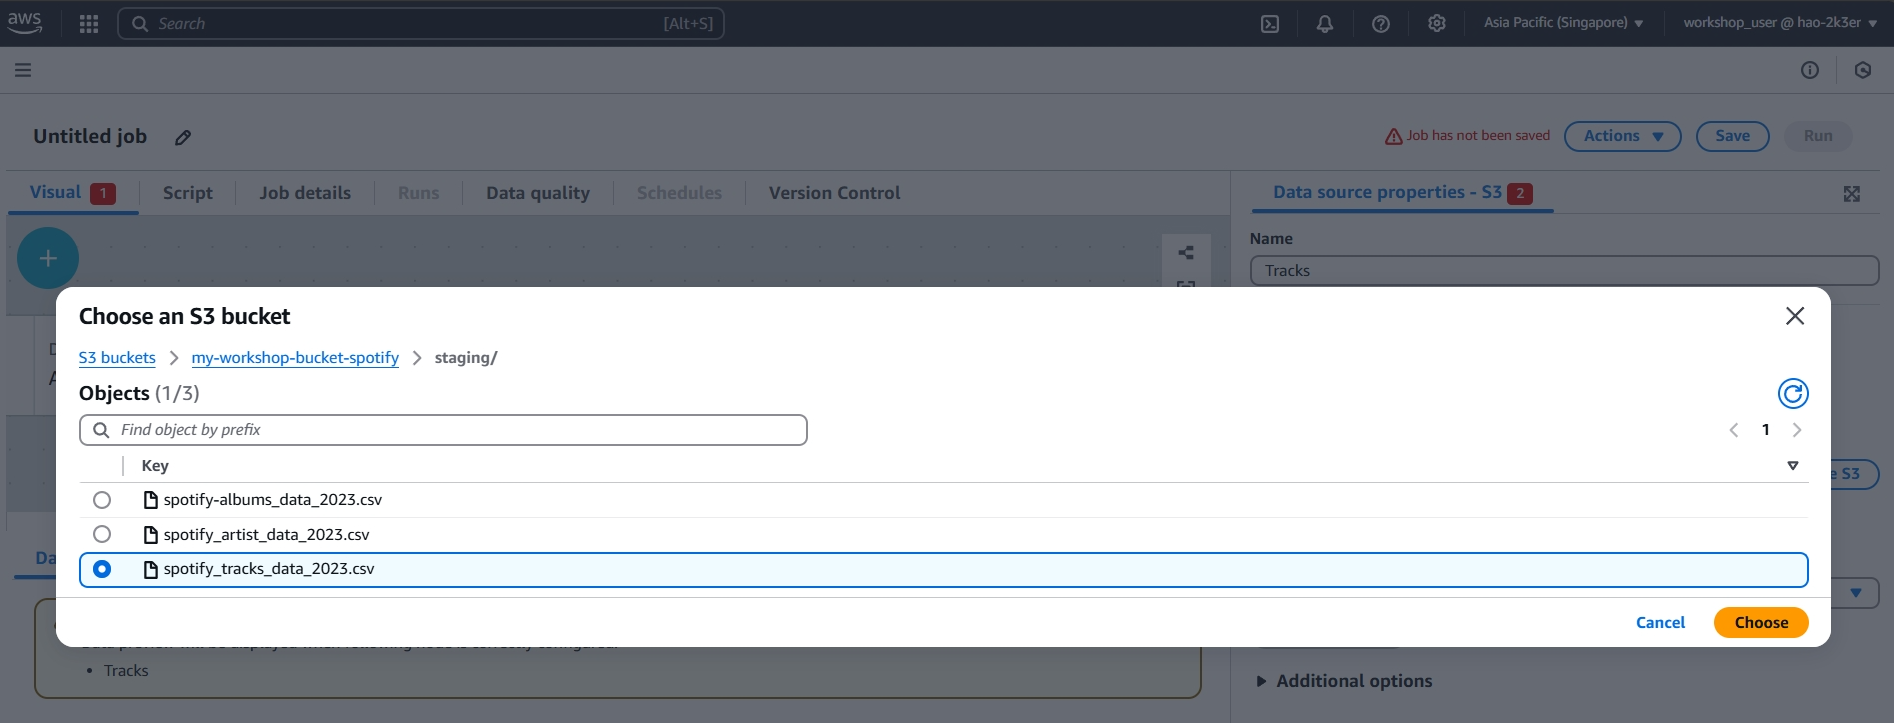 aws
Search [Alt+S]
Asia Pacific (Singapore) workshop_user @ hao-2k3er
Untitled job
Job has not been saved Actions Save Run
Visual 1 Script Job details Runs Data quality Schedules Version Control
Data source properties - S3 2
Name
Tracks
Choose an S3 bucket
S3 buckets > my-workshop-bucket-spotify > staging/
Objects (1/3)
Find object by prefix
1
Key
spotify-albums_data_2023.csv
spotify_artist_data_2023.csv
S3
spotify_tracks_data_2023.csv
Da
Cancel Choose
• Tracks
Additional options